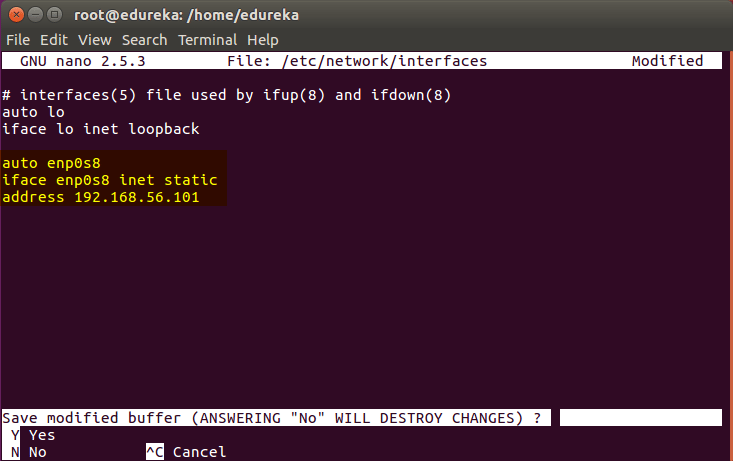 root@edureka: /home/edureka
File Edit View Search Terminal Help
GNU nano 2.5.3 File: /etc/network/interfaces Modified
# interfaces(5) file used by ifup(8) and ifdown(8)
auto lo
iface lo inet loopback
auto enp0s8
iface enp0s8 inet static
address 192.168.56.101
Save modified buffer (ANSWERING "No" WILL DESTROY CHANGES) ?
Y Yes
N No ^C Cancel